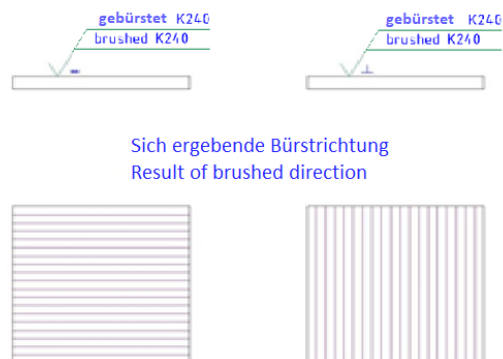 gebürstet K240
brushed K240
gebürstet K240
brushed K240
Sich ergebende Bürstrichtung
Result of brushed direction